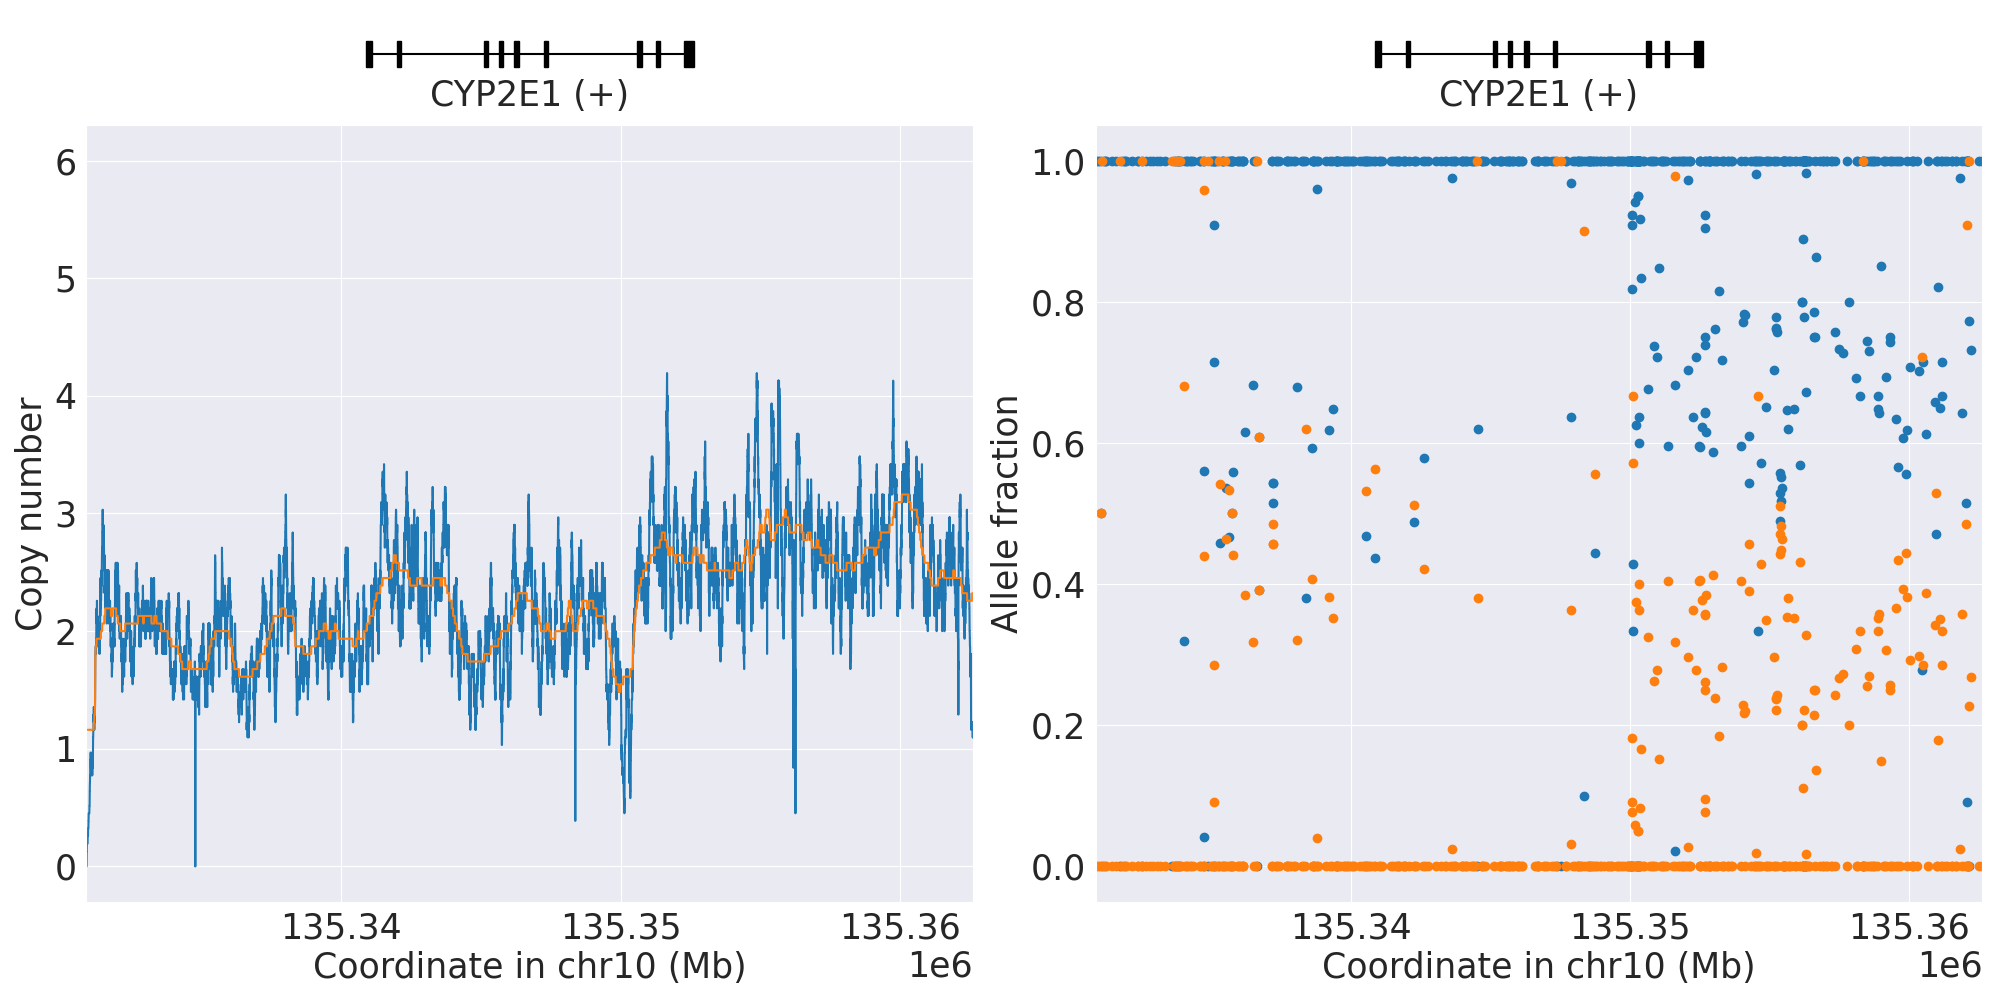 CYP2E1 (+)
6
5
4
3
2
1
0
Copy number
135.34 135.35 135.36
Coordinate in chr10 (Mb)
1e6
CYP2E1 (+)
1.0
0.8
0.6
0.4
0.2
0.0
Allele fraction
135.34 135.35 135.36
Coordinate in chr10 (Mb)
1e6